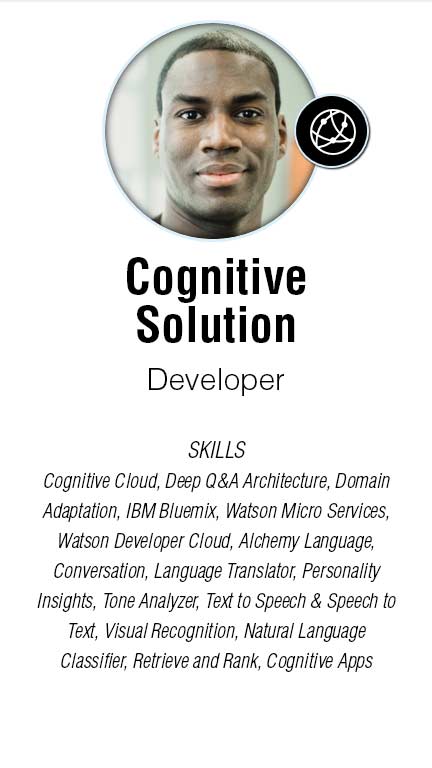 Cognitive
Solution
Developer
SKILLS
Cognitive Cloud, Deep Q&A Architecture, Domain
Adaptation, IBM Bluemix, Watson Micro Services,
Watson Developer Cloud, Alchemy Language,
Conversation, Language Translator, Personality
Insights, Tone Analyzer, Text to Speech & Speech to
Text, Visual Recognition, Natural Language
Classifier, Retrieve and Rank, Cognitive Apps